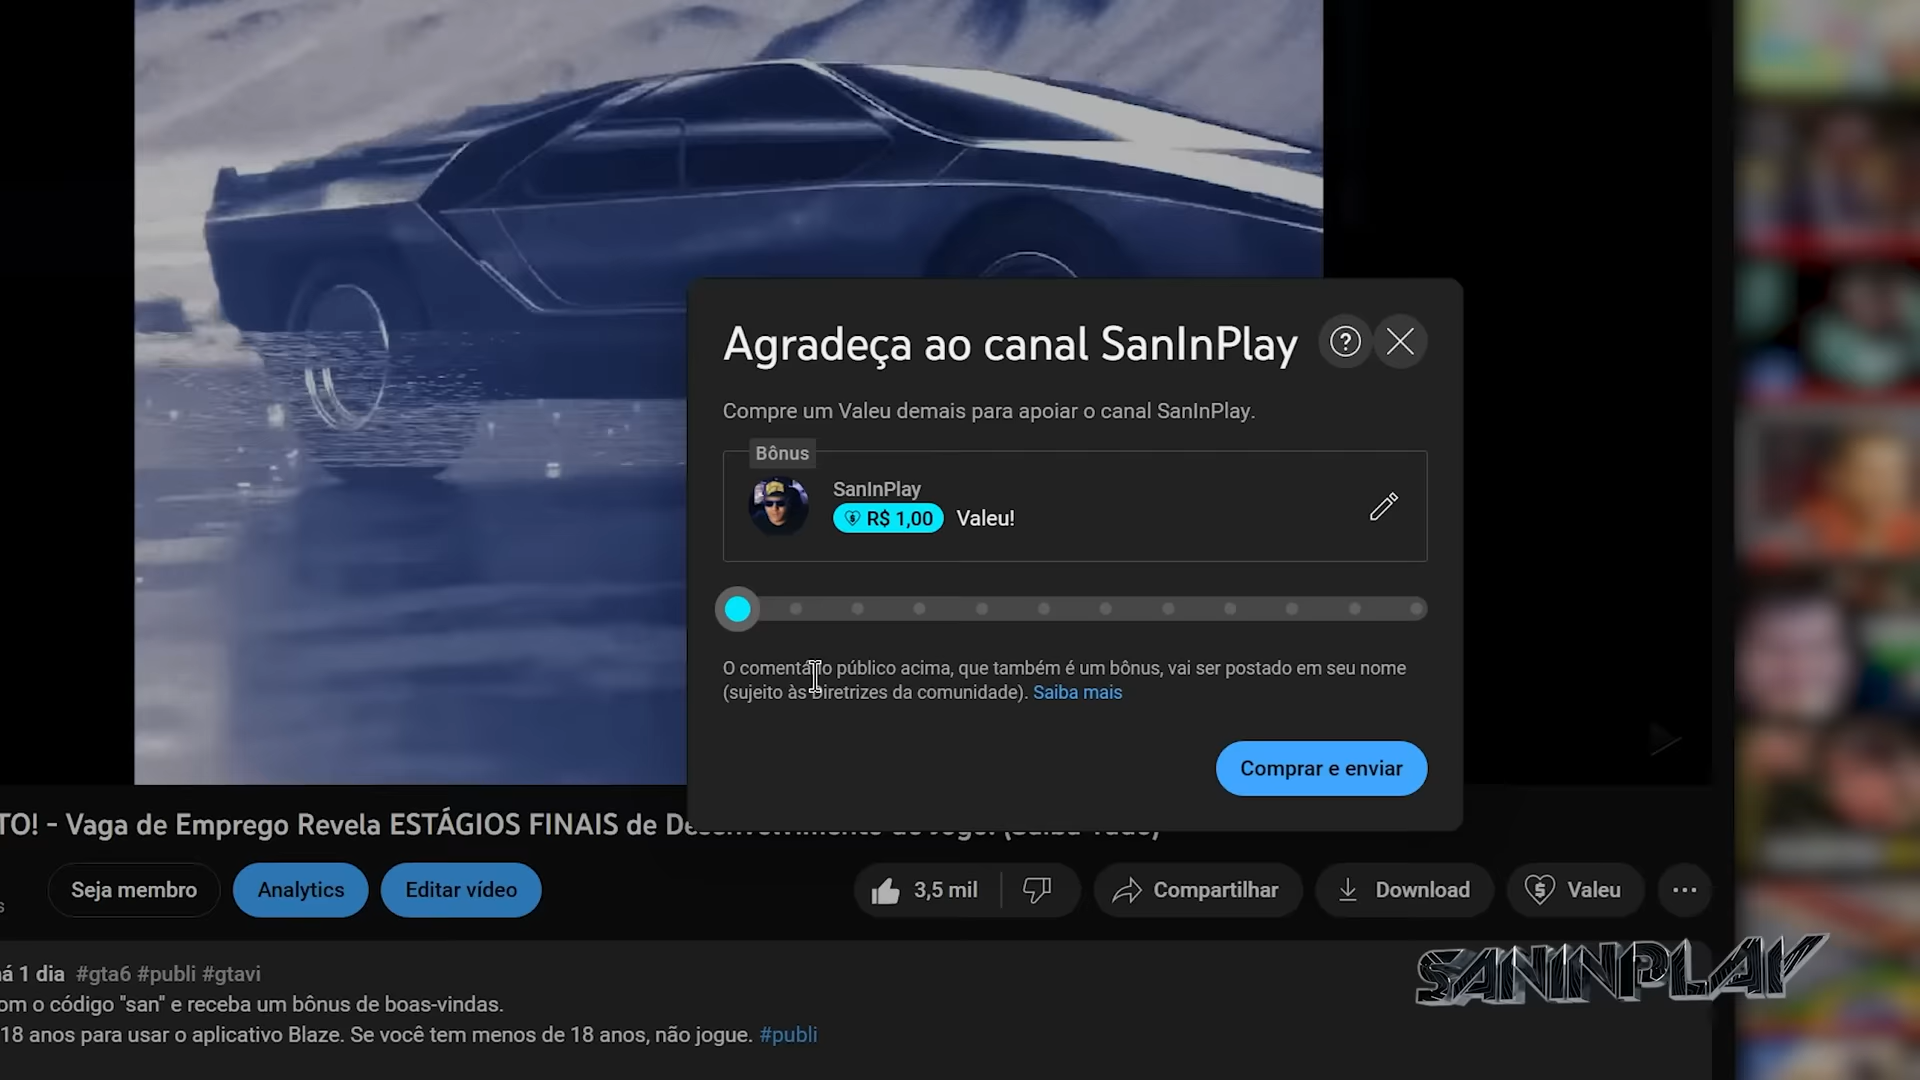 Agradeça ao canal SanInPlay
Compre um Valeu demais para apoiar o canal SanInPlay.
Bônus
SanInPlay
R$ 1,00 Valeu!
O comentário público acima, que também é um bônus, vai ser postado em seu nome
(sujeito às Diretrizes da comunidade). Saiba mais
Comprar e enviar
TO! - Vaga de Emprego Revela ESTÁGIOS FINAIS de
Seja membro
Analytics
Editar vídeo
3,5 mil
Compartilhar
Download
Valeu
á 1 dia #gta6 #publi #gtavi
om o código "san" e receba um bônus de boas-vindas.
18 anos para usar o aplicativo Blaze. Se você tem menos de 18 anos, não jogue. #publi
SANINPLAY